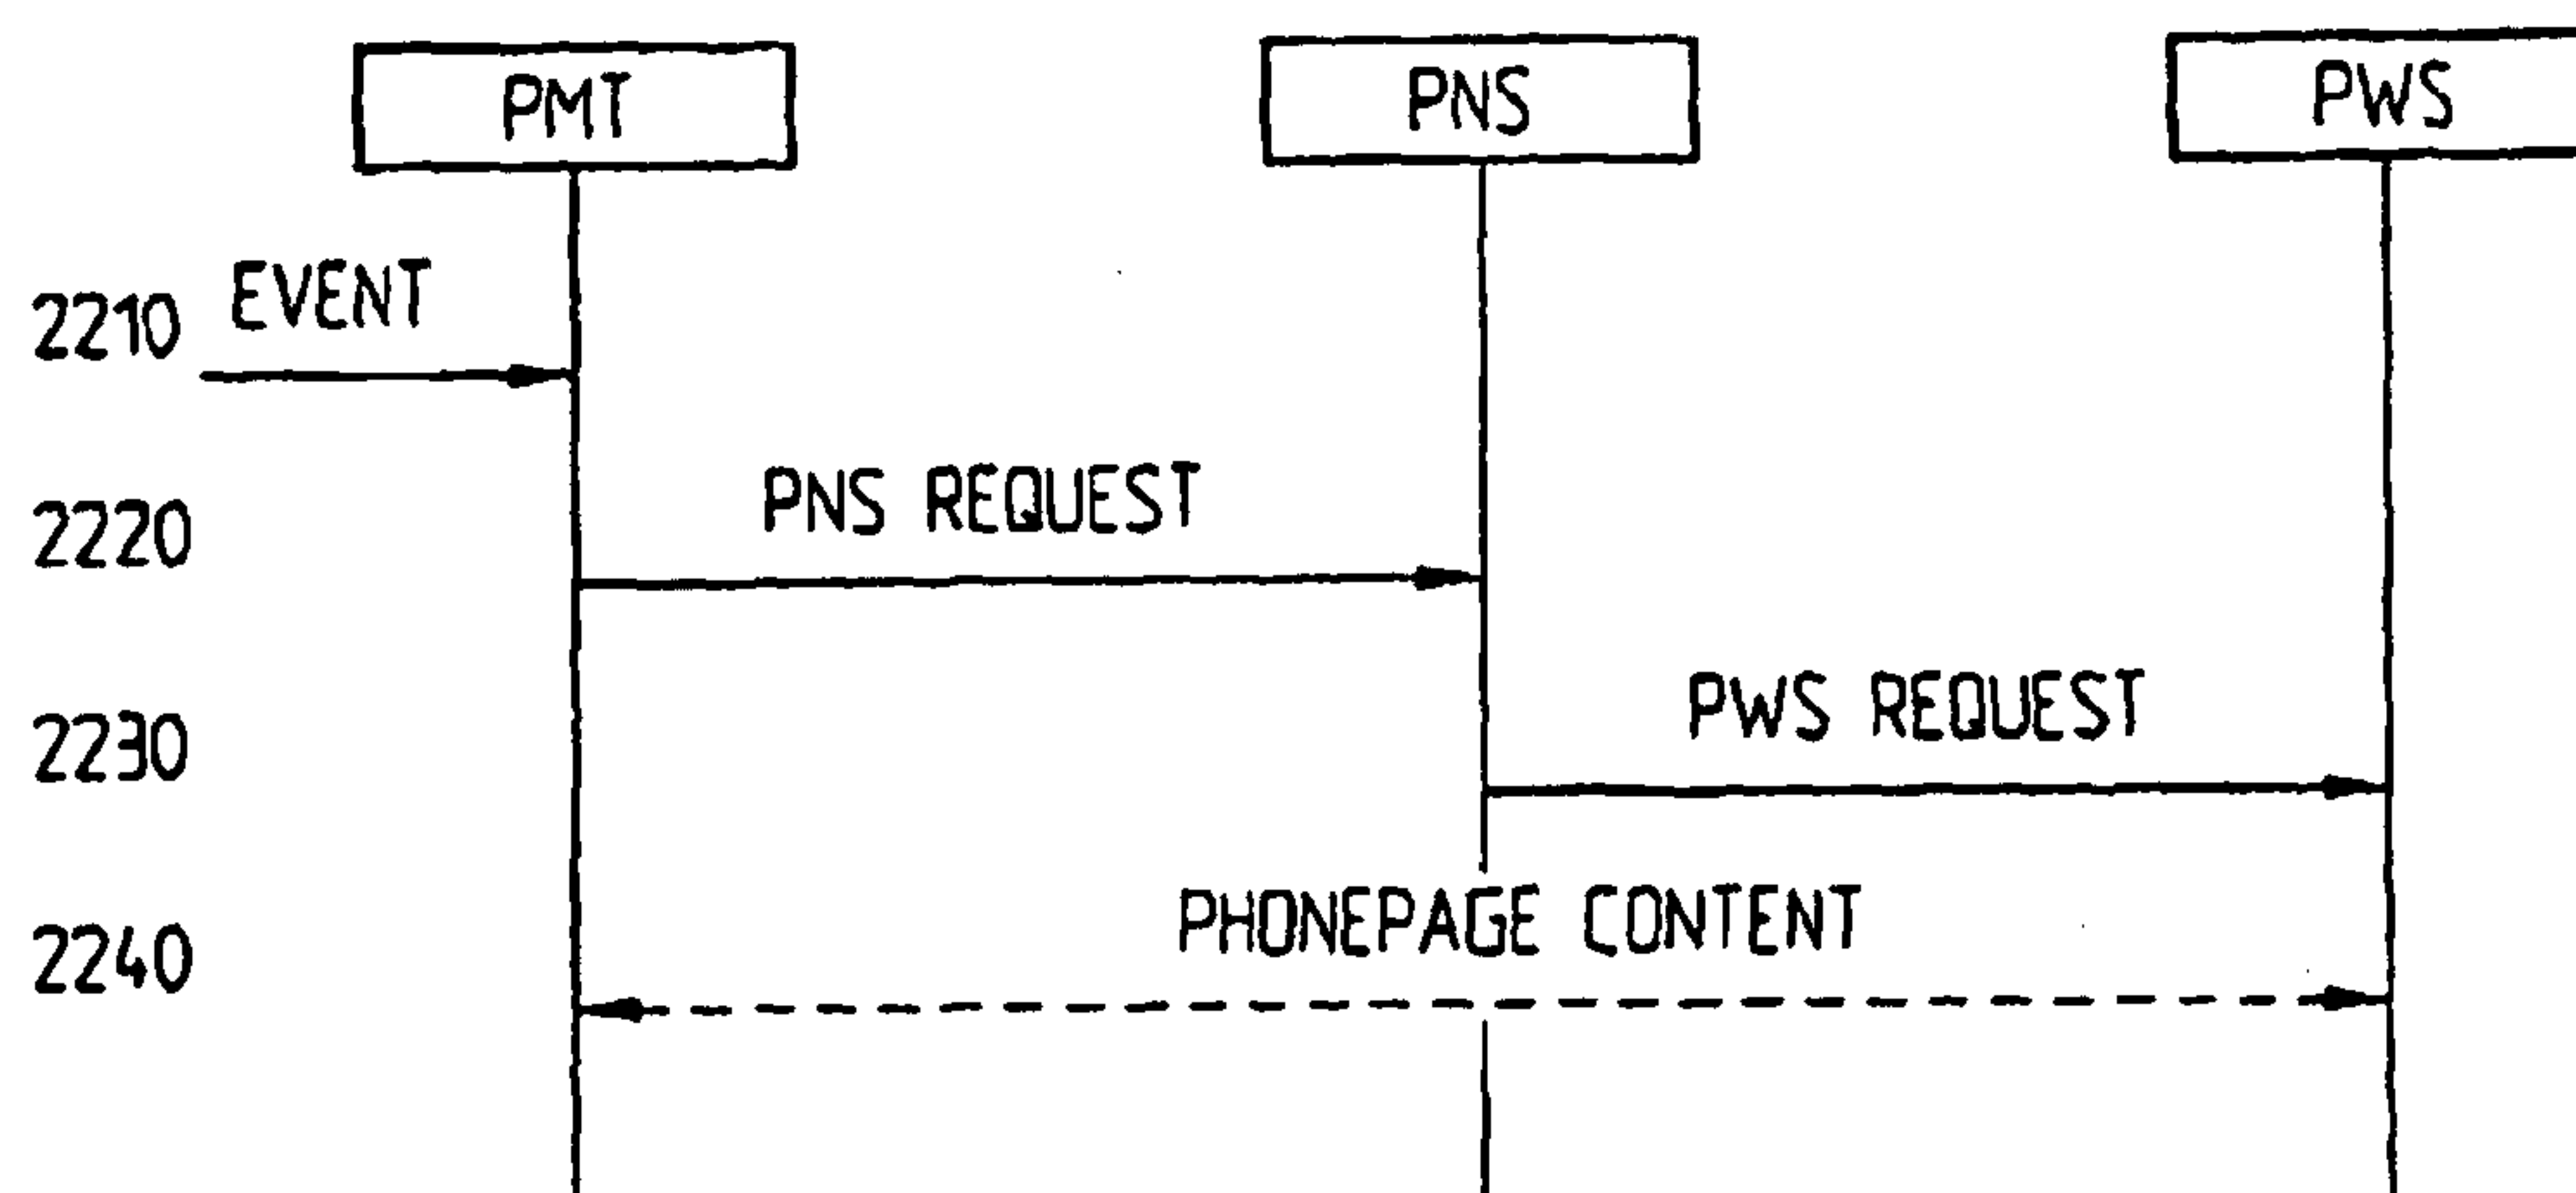 PMT PNS PWS
2210 EVENT
2220 PNS REQUEST
2230 PWS REQUEST
2240 PHONEPAGE CONTENT